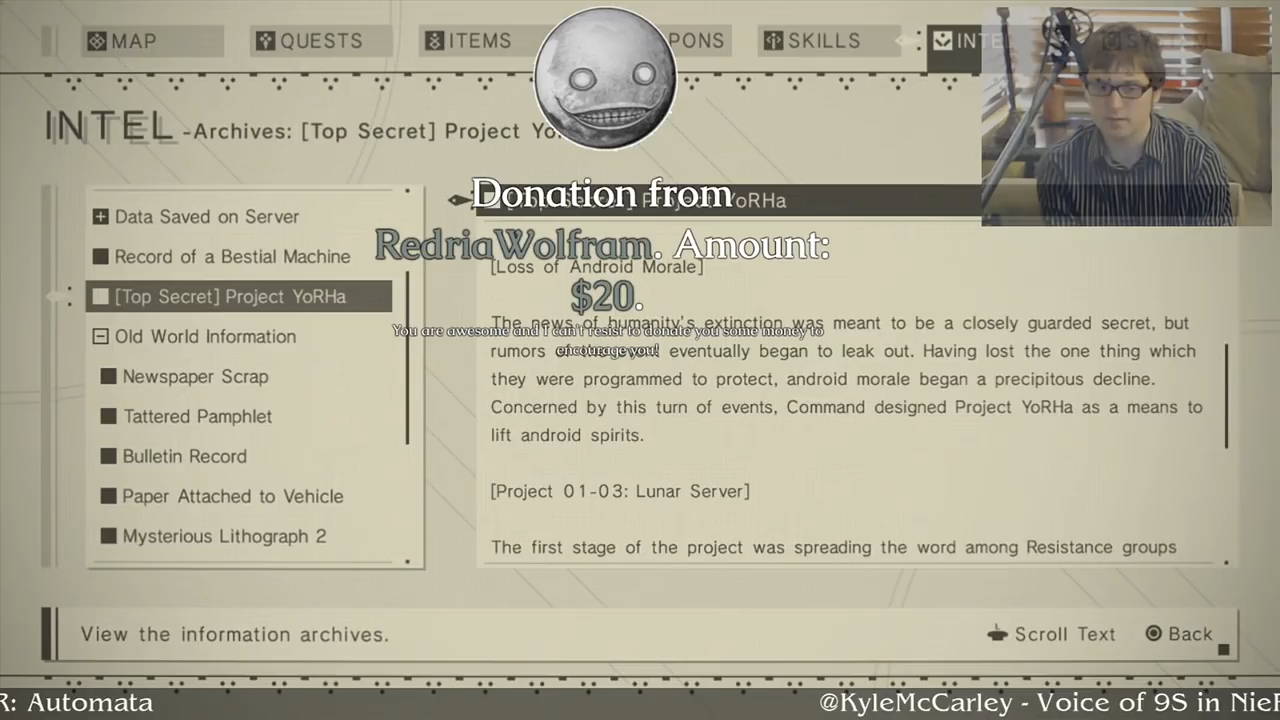 MAP
QUESTS
ITEMS
PONS
SKILLS
INTEL
INTEL -Archives: [Top Secret] Project Yo
Donation from
RedriaWolfram. Amount:
$20.
You are awesome and I can't resist to donate you some money to
encourage you!
Data Saved on Server
Record of a Bestial Machine
[Top Secret] Project YoRHa
Old World Information
Newspaper Scrap
Tattered Pamphlet
Bulletin Record
Paper Attached to Vehicle
Mysterious Lithograph 2
[Top Secret] Project YoRHa
[Loss of Android Morale]
The news of humanity's extinction was meant to be a closely guarded secret, but
rumors eventually began to leak out. Having lost the one thing which
they were programmed to protect, android morale began a precipitous decline.
Concerned by this turn of events, Command designed Project YoRHa as a means to
lift android spirits.
[Project 01-03: Lunar Server]
The first stage of the project was spreading the word among Resistance groups
View the information archives.
Scroll Text
Back
R: Automata
@KyleMcCarley - Voice of 9S in NieR